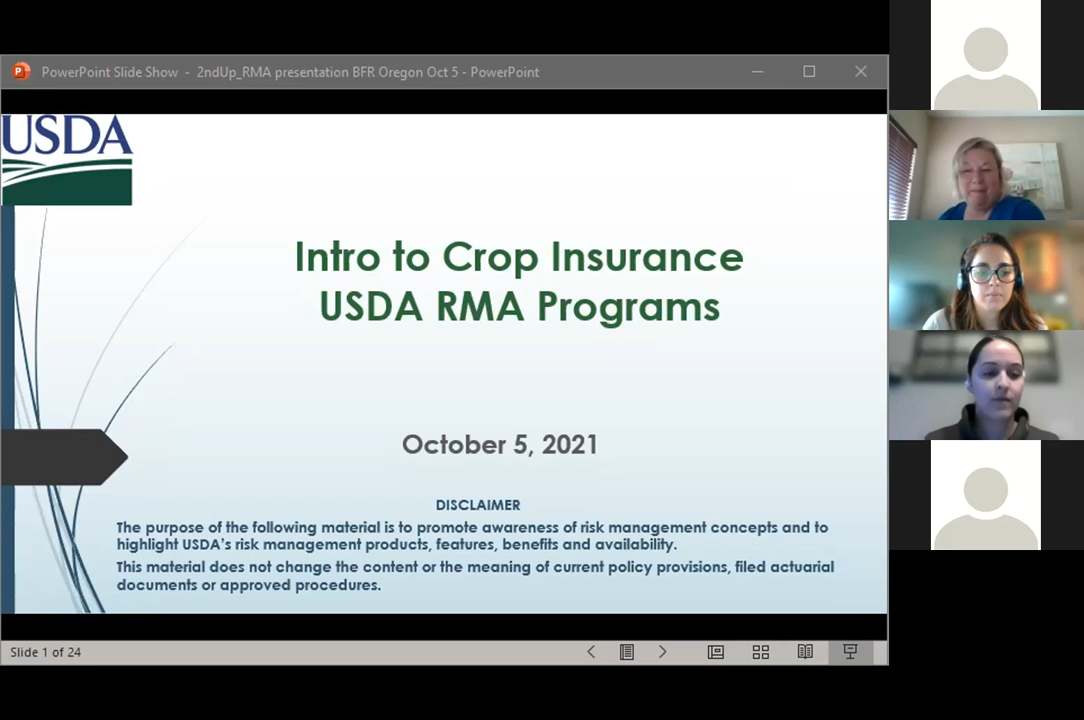 PowerPoint Slide Show - 2ndUp_RMA presentation BFR Oregon Oct 5 - PowerPoint
USDA
Intro to Crop Insurance
USDA RMA Programs
October 5, 2021
DISCLAIMER
The purpose of the following material is to promote awareness of risk management concepts and to
highlight USDA's risk management products, features, benefits and availability.
This material does not change the content or the meaning of current policy provisions, filed actuarial
documents or approved procedures.
Slide 1 of 24